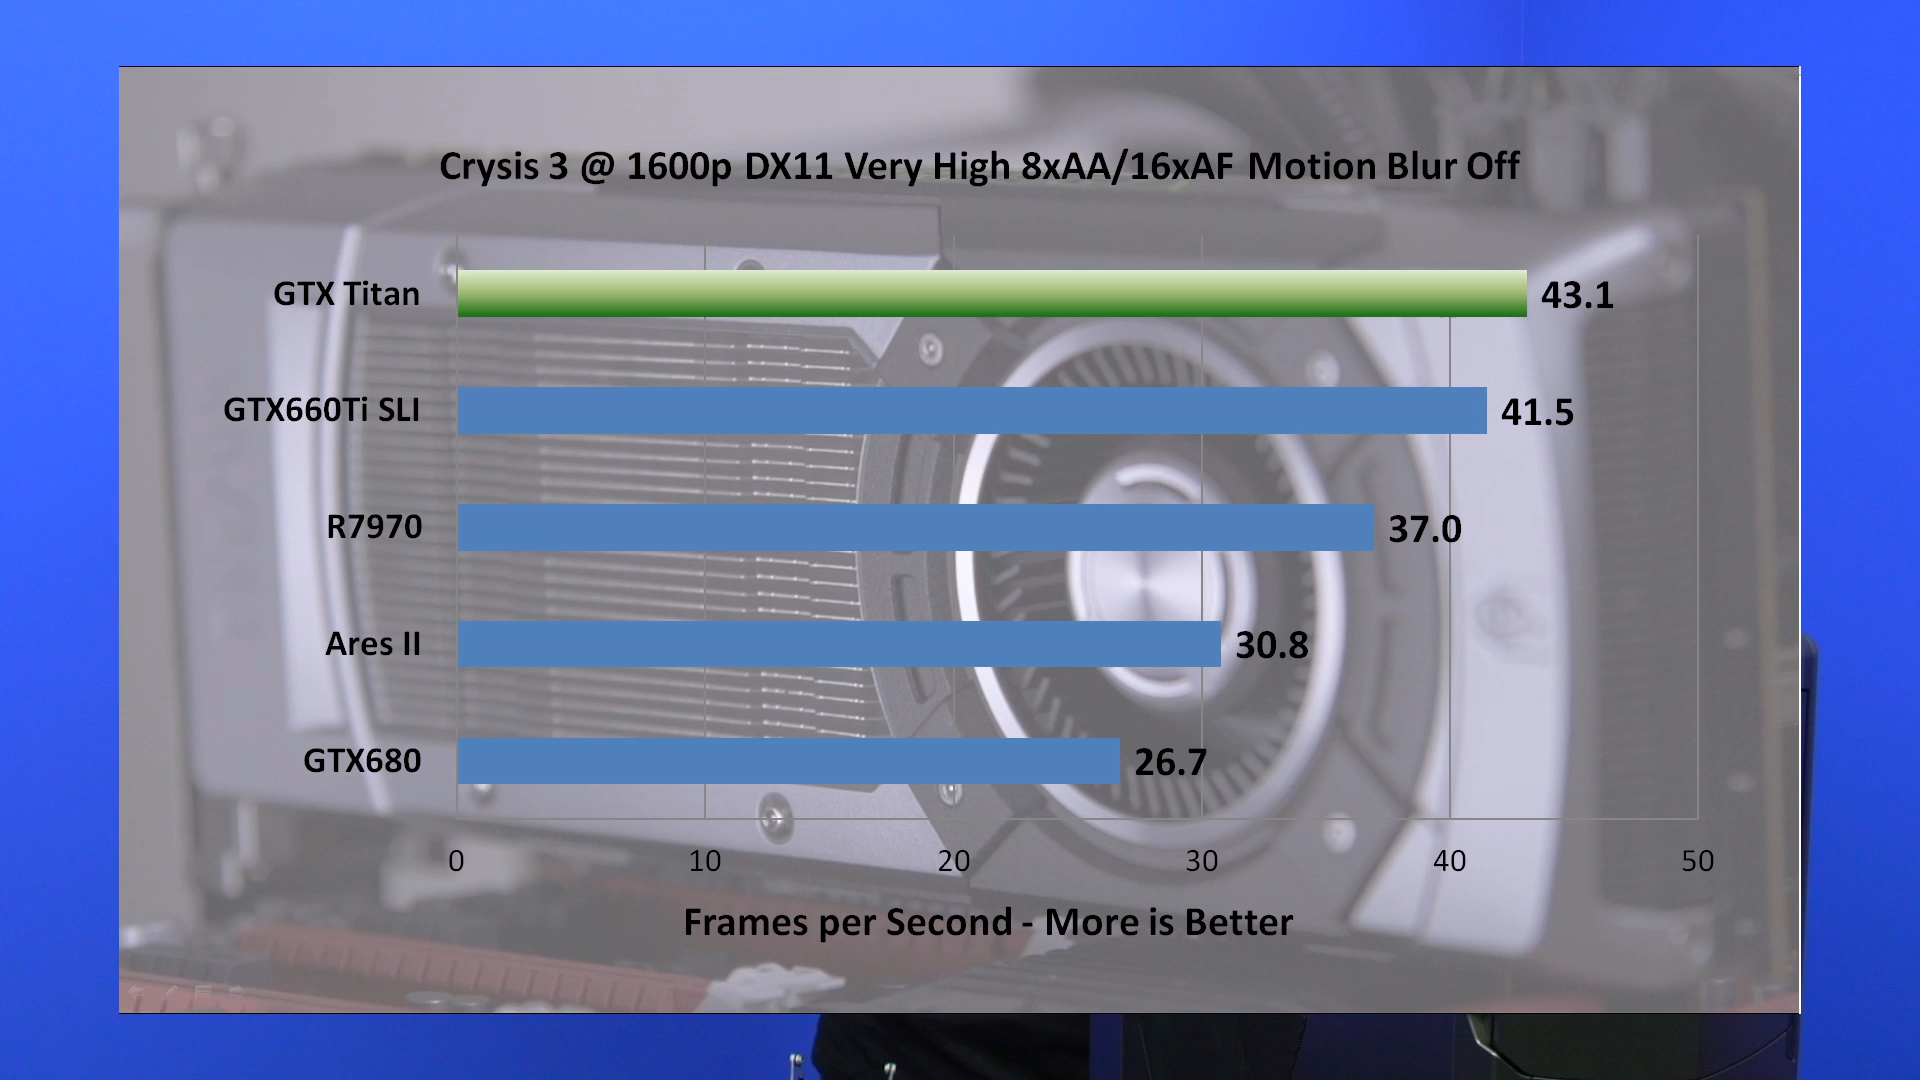 Crysis 3 @ 1600p DX11 Very High 8xAA/16xAF Motion Blur Off
GTX Titan 43.1
GTX660Ti SLI 41.5
R7970 37.0
Ares II 30.8
GTX680 26.7
0 10 20 30 40 50
Frames per Second - More is Better